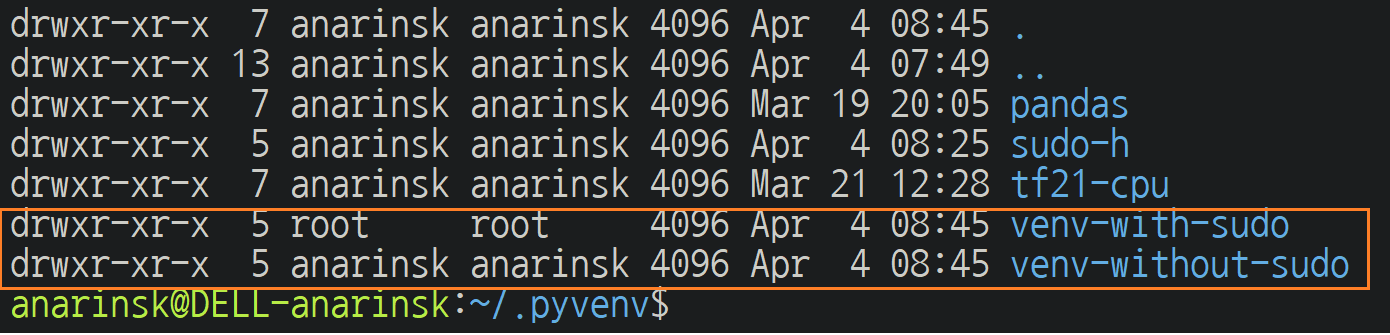 drwxr-xr-x  7 anarinsk anarinsk 4096 Apr  4 08:45 .
drwxr-xr-x 13 anarinsk anarinsk 4096 Apr  4 07:49 ..
drwxr-xr-x  7 anarinsk anarinsk 4096 Mar 19 20:05 pandas
drwxr-xr-x  5 anarinsk anarinsk 4096 Apr  4 08:25 sudo-h
drwxr-xr-x  7 anarinsk anarinsk 4096 Mar 21 12:28 tf21-cpu
drwxr-xr-x  5 root     root     4096 Apr  4 08:45 venv-with-sudo
drwxr-xr-x  5 anarinsk anarinsk 4096 Apr  4 08:45 venv-without-sudo
anarinsk@DELL-anarinsk:~/.pyvenv$